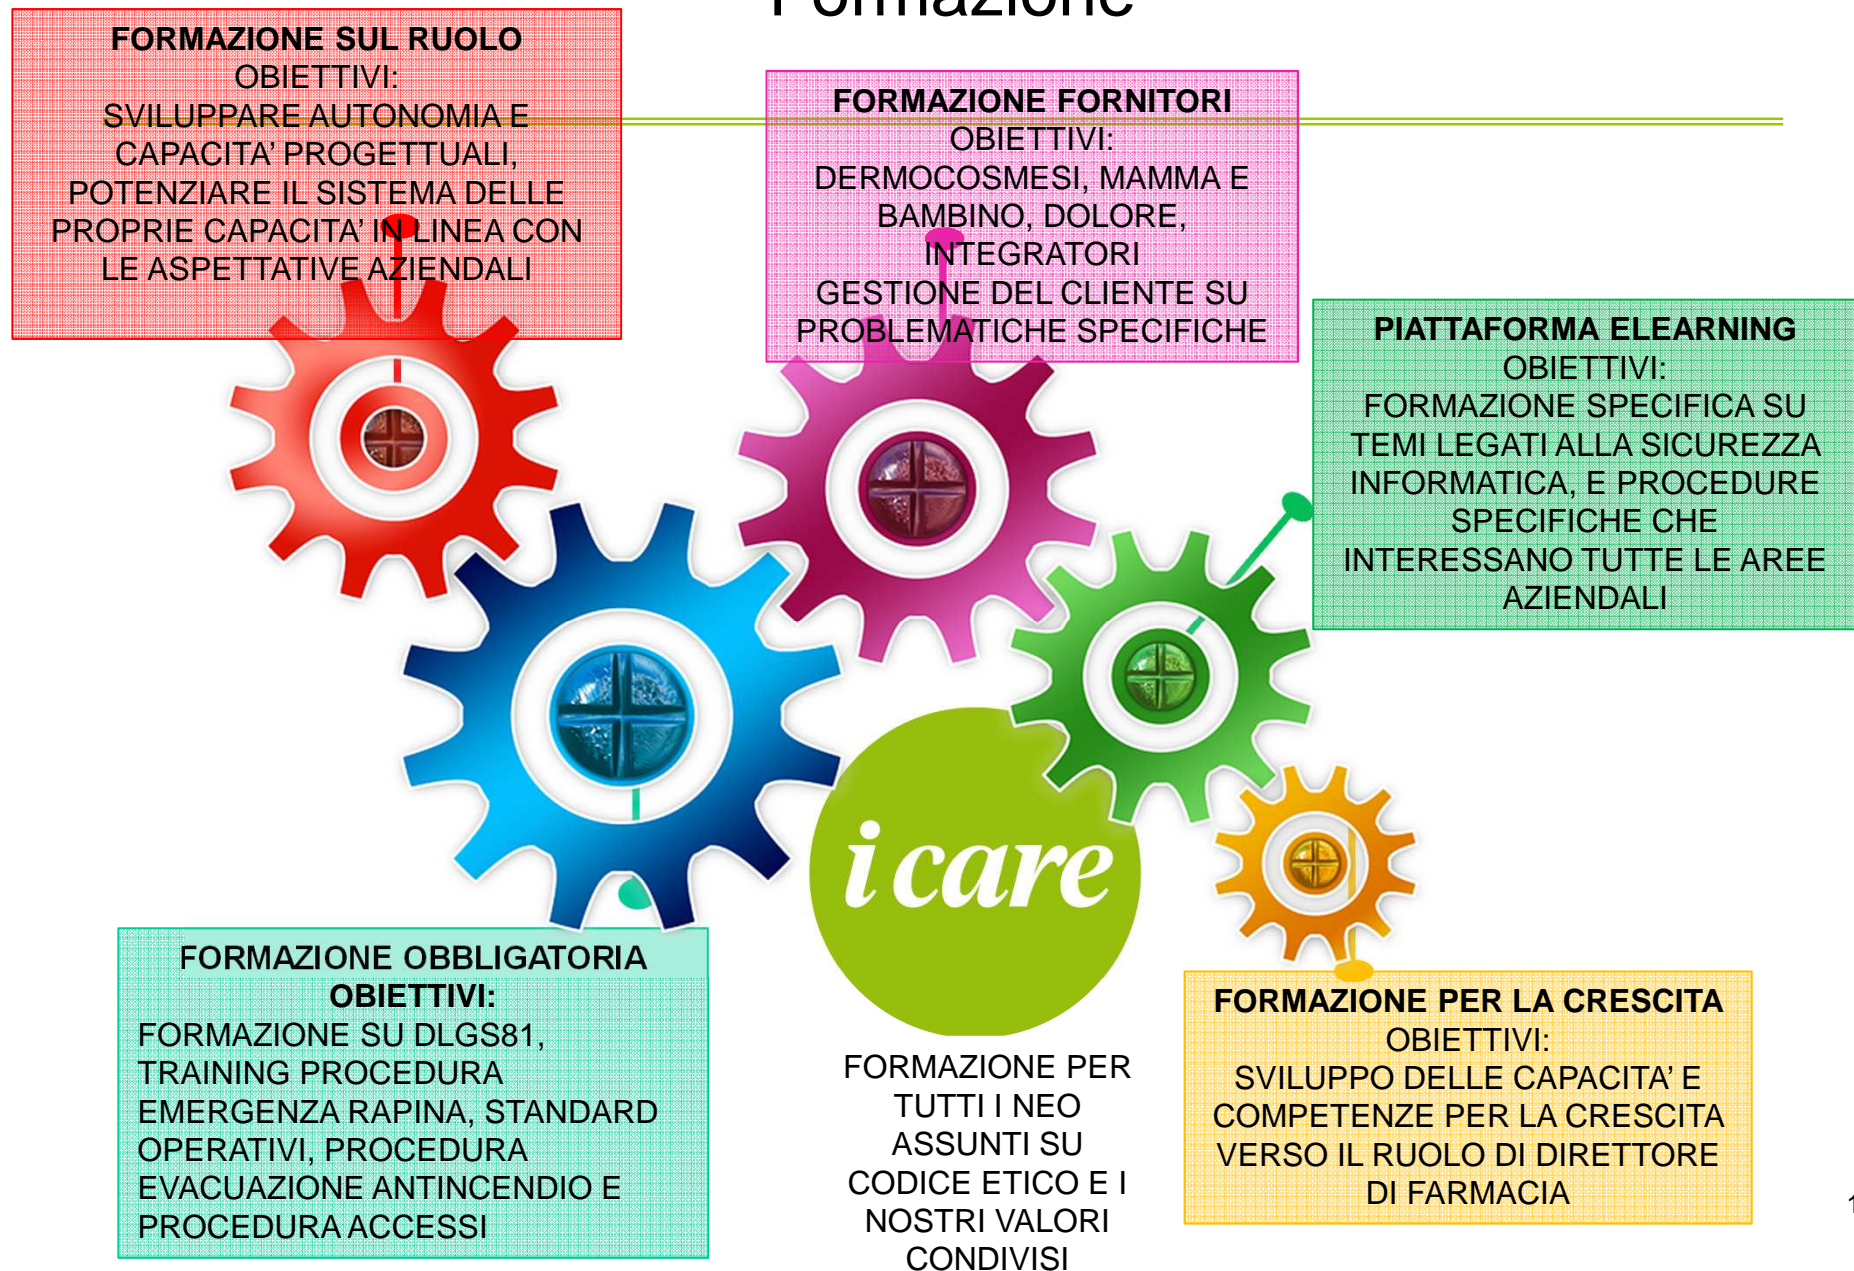 Formazione
FORMAZIONE SUL RUOLO
OBIETTIVI:
SVILUPPARE AUTONOMIA E
CAPACITA’ PROGETTUALI,
POTENZIARE IL SISTEMA DELLE
PROPRIE CAPACITA’ IN LINEA CON
LE ASPETTATIVE AZIENDALI
FORMAZIONE FORNITORI
OBIETTIVI:
DERMOCOSMESI, MAMMA E
BAMBINO, DOLORE,
INTEGRATORI
GESTIONE DEL CLIENTE SU
PROBLEMATICHE SPECIFICHE
PIATTAFORMA ELEARNING
OBIETTIVI:
FORMAZIONE SPECIFICA SU
TEMI LEGATI ALLA SICUREZZA
INFORMATICA, E PROCEDURE
SPECIFICHE CHE
INTERESSANO TUTTE LE AREE
AZIENDALI
i care
FORMAZIONE OBBLIGATORIA
OBIETTIVI:
FORMAZIONE SU DLGS81,
TRAINING PROCEDURA
EMERGENZA RAPINA, STANDARD
OPERATIVI, PROCEDURA
EVACUAZIONE ANTINCENDIO E
PROCEDURA ACCESSI
FORMAZIONE PER
TUTTI I NEO
ASSUNTI SU
CODICE ETICO E I
NOSTRI VALORI
CONDIVISI
FORMAZIONE PER LA CRESCITA
OBIETTIVI:
SVILUPPO DELLE CAPACITA’ E
COMPETENZE PER LA CRESCITA
VERSO IL RUOLO DI DIRETTORE
DI FARMACIA